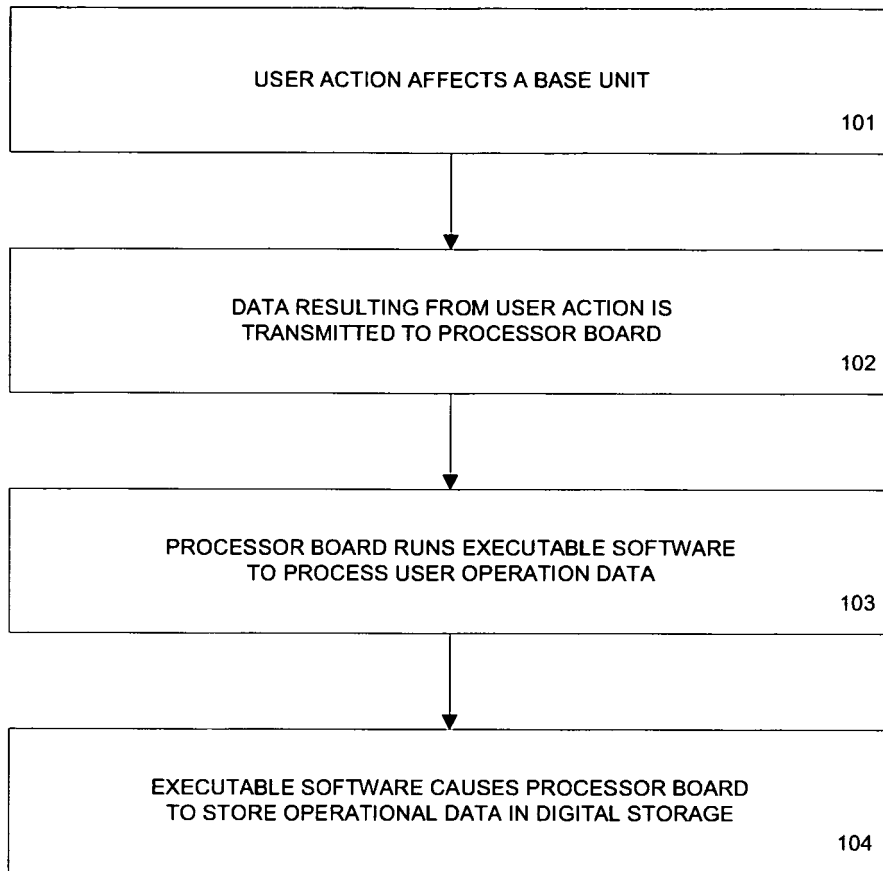 USER ACTION AFFECTS A BASE UNIT
101
DATA RESULTING FROM USER ACTION IS
TRANSMITTED TO PROCESSOR BOARD
102
PROCESSOR BOARD RUNS EXECUTABLE SOFTWARE
TO PROCESS USER OPERATION DATA
103
EXECUTABLE SOFTWARE CAUSES PROCESSOR BOARD
TO STORE OPERATIONAL DATA IN DIGITAL STORAGE
104